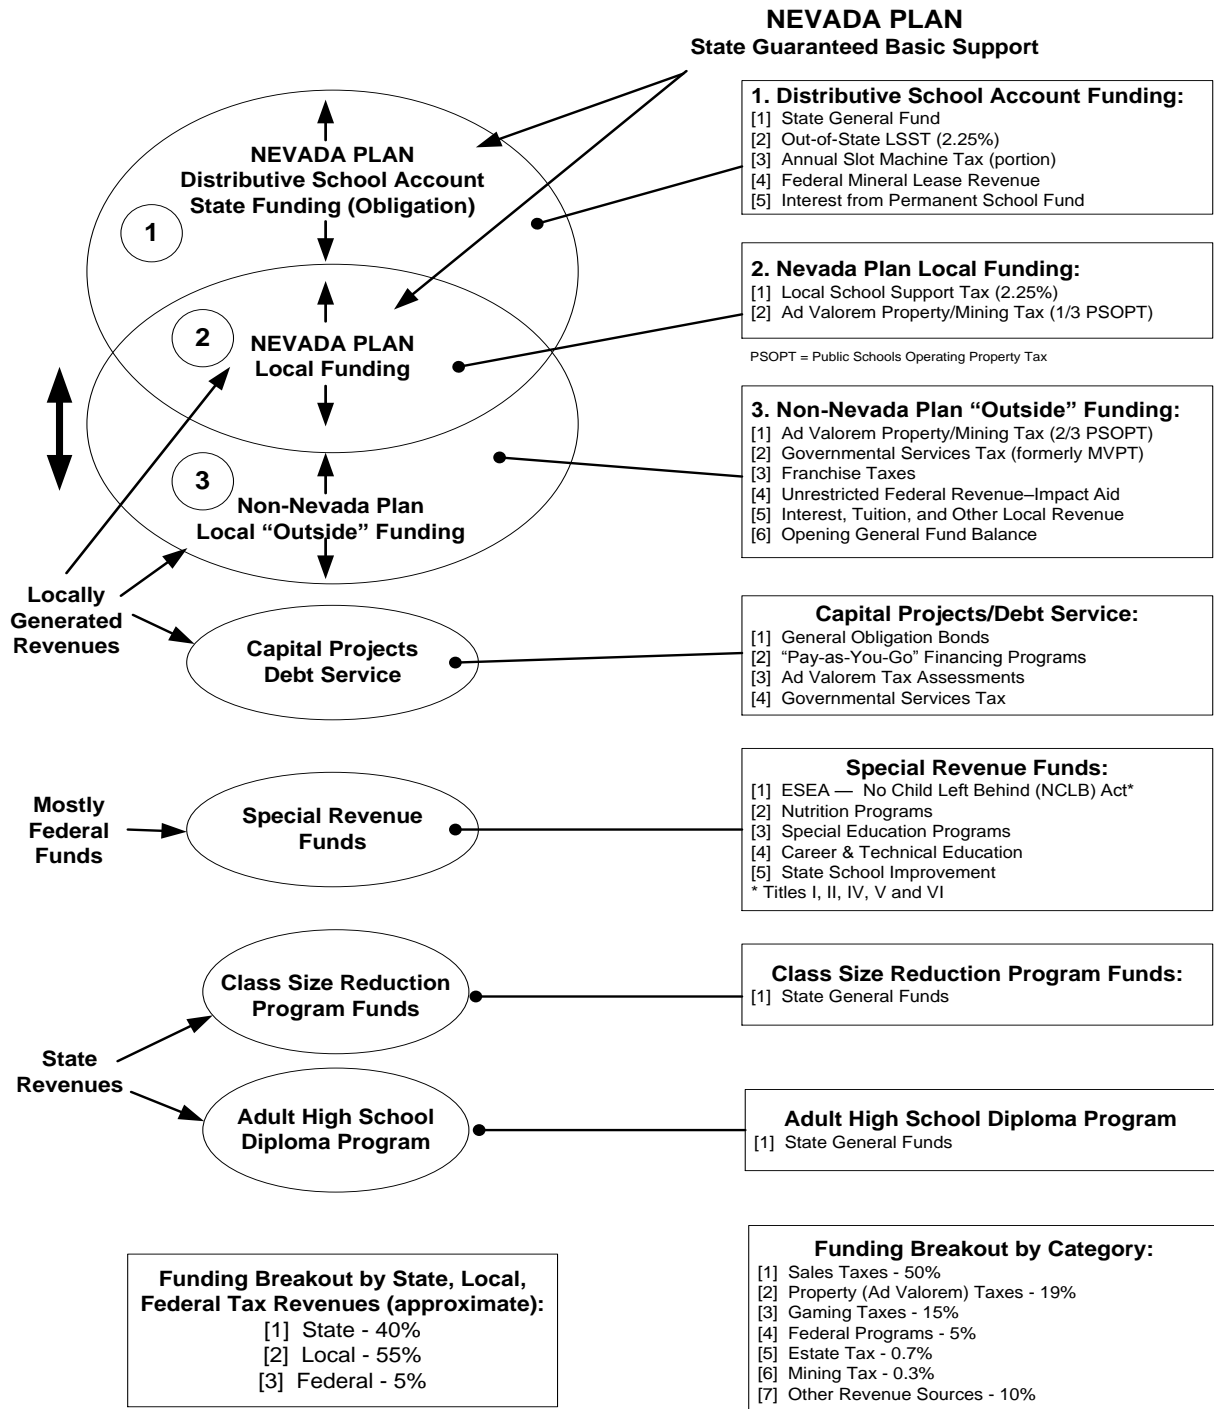 NEVADA PLAN
State Guaranteed Basic Support
NEVADA PLAN
Distributive School Account
State Funding (Obligation)
1
2
NEVADA PLAN
Local Funding
3
Non-Nevada Plan
Local “Outside” Funding
Locally
Generated
Revenues
Capital Projects
Debt Service
Mostly
Federal
Funds
Special Revenue
Funds
Class Size Reduction
Program Funds
State
Revenues
Adult High School
Diploma Program
1. Distributive School Account Funding:
[1] State General Fund
[2] Out-of-State LSST (2.25%)
[3] Annual Slot Machine Tax (portion)
[4] Federal Mineral Lease Revenue
[5] Interest from Permanent School Fund
2. Nevada Plan Local Funding:
[1] Local School Support Tax (2.25%)
[2] Ad Valorem Property/Mining Tax (1/3 PSOPT)
PSOPT = Public Schools Operating Property Tax
3. Non-Nevada Plan “Outside” Funding:
[1] Ad Valorem Property/Mining Tax (2/3 PSOPT)
[2] Governmental Services Tax (formerly MVPT)
[3] Franchise Taxes
[4] Unrestricted Federal Revenue–Impact Aid
[5] Interest, Tuition, and Other Local Revenue
[6] Opening General Fund Balance
Capital Projects/Debt Service:
[1] General Obligation Bonds
[2] “Pay-as-You-Go” Financing Programs
[3] Ad Valorem Tax Assessments
[4] Governmental Services Tax
Special Revenue Funds:
[1] ESEA — No Child Left Behind (NCLB) Act*
[2] Nutrition Programs
[3] Special Education Programs
[4] Career & Technical Education
[5] State School Improvement
* Titles I, II, IV, V and VI
Class Size Reduction Program Funds:
[1] State General Funds
Adult High School Diploma Program
[1] State General Funds
Funding Breakout by State, Local,
Federal Tax Revenues (approximate):
[1] State - 40%
[2] Local - 55%
[3] Federal - 5%
Funding Breakout by Category:
[1] Sales Taxes - 50%
[2] Property (Ad Valorem) Taxes - 19%
[3] Gaming Taxes - 15%
[4] Federal Programs - 5%
[5] Estate Tax - 0.7%
[6] Mining Tax - 0.3%
[7] Other Revenue Sources - 10%